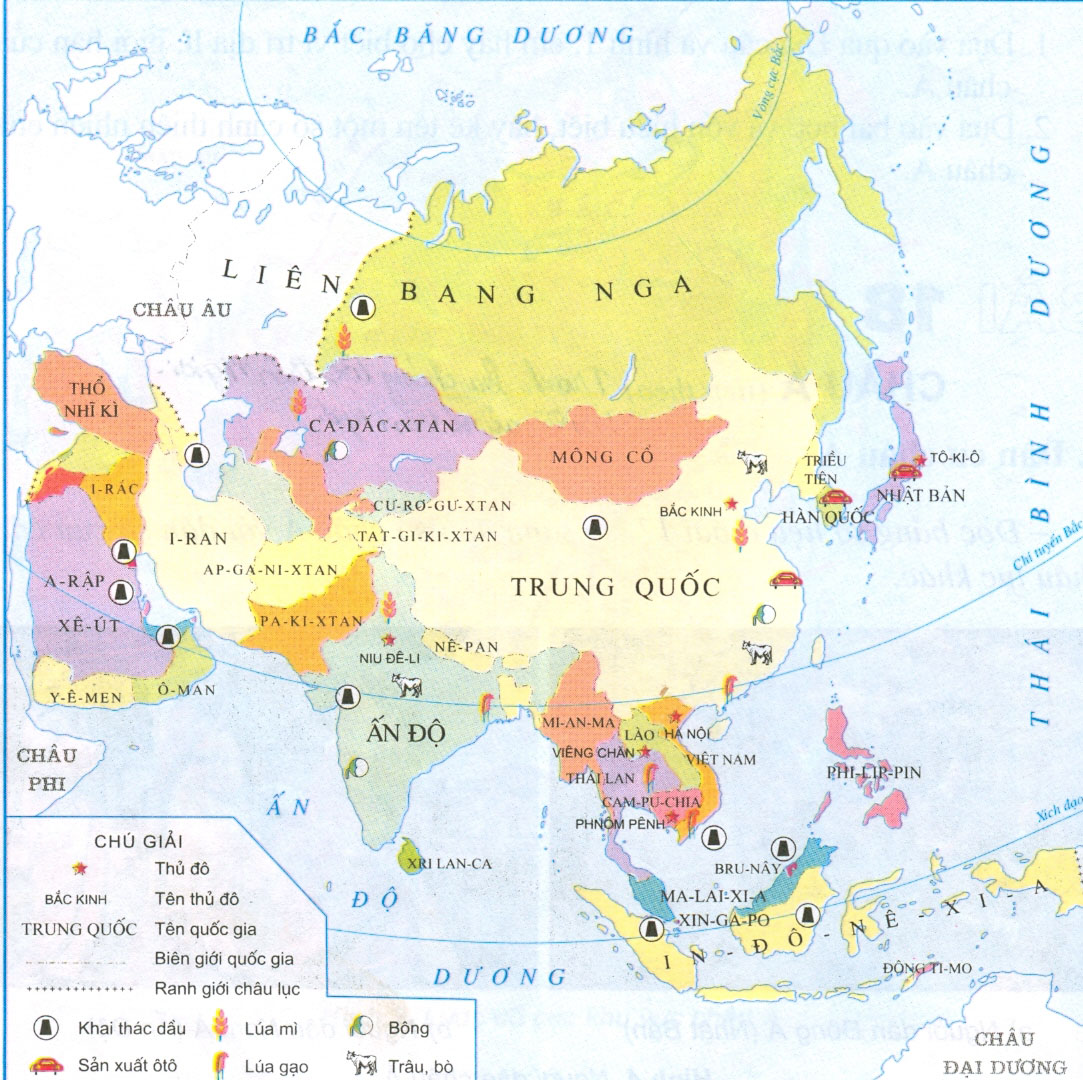 BẮC BĂNG DƯƠNG
Vòng cực Bắc
LIÊN BANG NGA
CHÂU ÂU
THÁI BÌNH DƯƠNG
THỔ
NHĨ KÌ
CA-DẮC-XTAN
MÔNG CỔ
TRIỀU
TIÊN
TÔ-KI-Ô
NHẬT BẢN
HÀN QUỐC
BẮC KINH
I-RÁC
I-RAN
CƯ-RƠ-GƯ-XTAN
TAT-GI-KI-XTAN
AP-GA-NI-XTAN
Chí tuyến Bắc
A-RẬP
XÊ-ÚT
TRUNG QUỐC
PA-KI-XTAN
NÊ-PAN
NIU ĐÊ-LI
Y-Ê-MEN
Ô-MAN
ẤN ĐỘ
MI-AN-MA
LÀO
HÀ NỘI
VIÊNG CHĂN
VIỆT NAM
THÁI LAN
CAM-PU-CHIA
PHNÔM PÊNH
PHI-LIP-PIN
CHÂU
PHI
Xích đạo
ẤN
ĐỘ
DƯƠNG
XRI LAN-CA
BRU-NÂY
MA-LAI-XI-A
XIN-GA-PO
IN-ĐÔ-NÊ-XI-A
ĐÔNG TI-MO
CHÂU
ĐẠI DƯƠNG
CHÚ GIẢI
Thủ đô
BẮC KINH Tên thủ đô
TRUNG QUỐC Tên quốc gia
Biên giới quốc gia
Ranh giới châu lục
Khai thác dầu Lúa mì Bông
Sản xuất ôtô Lúa gạo Trâu, bò